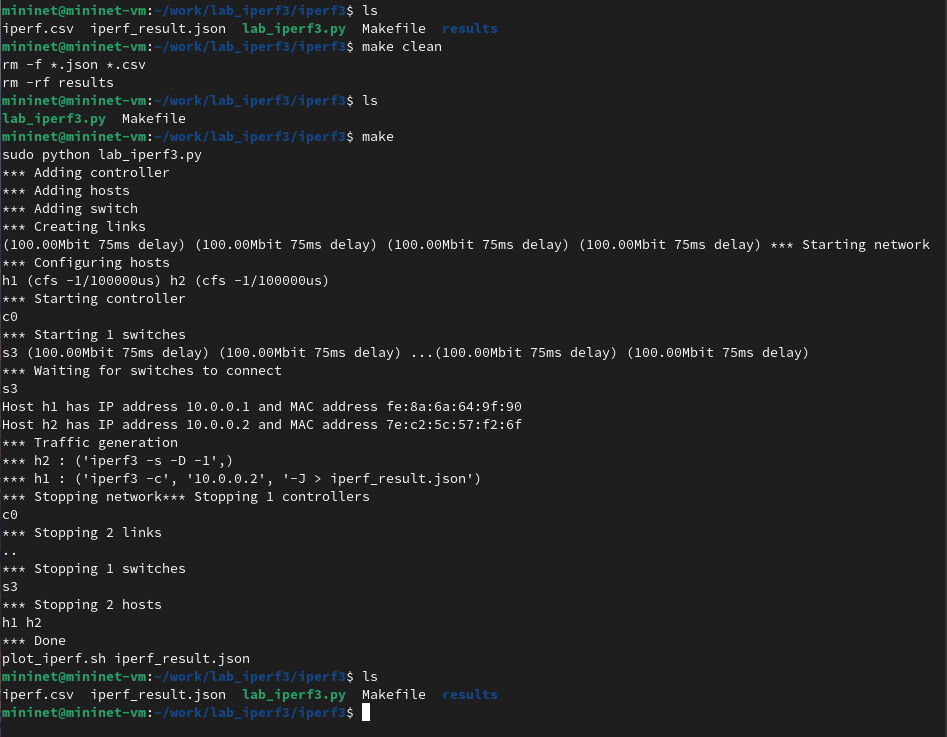 mininet@mininet-vm:~/work/lab_iperf3/iperf3$ ls
iperf.csv  iperf_result.json  lab_iperf3.py  Makefile  results
mininet@mininet-vm:~/work/lab_iperf3/iperf3$ make clean
rm -f *.json *.csv
rm -rf results
mininet@mininet-vm:~/work/lab_iperf3/iperf3$ ls
lab_iperf3.py  Makefile
mininet@mininet-vm:~/work/lab_iperf3/iperf3$ make
sudo python lab_iperf3.py
*** Adding controller
*** Adding hosts
*** Adding switch
*** Creating links
(100.00Mbit 75ms delay) (100.00Mbit 75ms delay) (100.00Mbit 75ms delay) (100.00Mbit 75ms delay) *** Starting network
*** Configuring hosts
h1 (cfs -1/100000us) h2 (cfs -1/100000us)
*** Starting controller
c0
*** Starting 1 switches
s3 (100.00Mbit 75ms delay) (100.00Mbit 75ms delay) ...(100.00Mbit 75ms delay) (100.00Mbit 75ms delay)
*** Waiting for switches to connect
s3
Host h1 has IP address 10.0.0.1 and MAC address fe:8a:6a:64:9f:90
Host h2 has IP address 10.0.0.2 and MAC address 7e:c2:5c:57:f2:6f
*** Traffic generation
*** h2 : ('iperf3 -s -D -1',)
*** h1 : ('iperf3 -c', '10.0.0.2', '-J > iperf_result.json')
*** Stopping network*** Stopping 1 controllers
c0
*** Stopping 2 links
..
*** Stopping 1 switches
s3
*** Stopping 2 hosts
h1 h2
*** Done
plot_iperf.sh iperf_result.json
mininet@mininet-vm:~/work/lab_iperf3/iperf3$ ls
iperf.csv  iperf_result.json  lab_iperf3.py  Makefile  results
mininet@mininet-vm:~/work/lab_iperf3/iperf3$